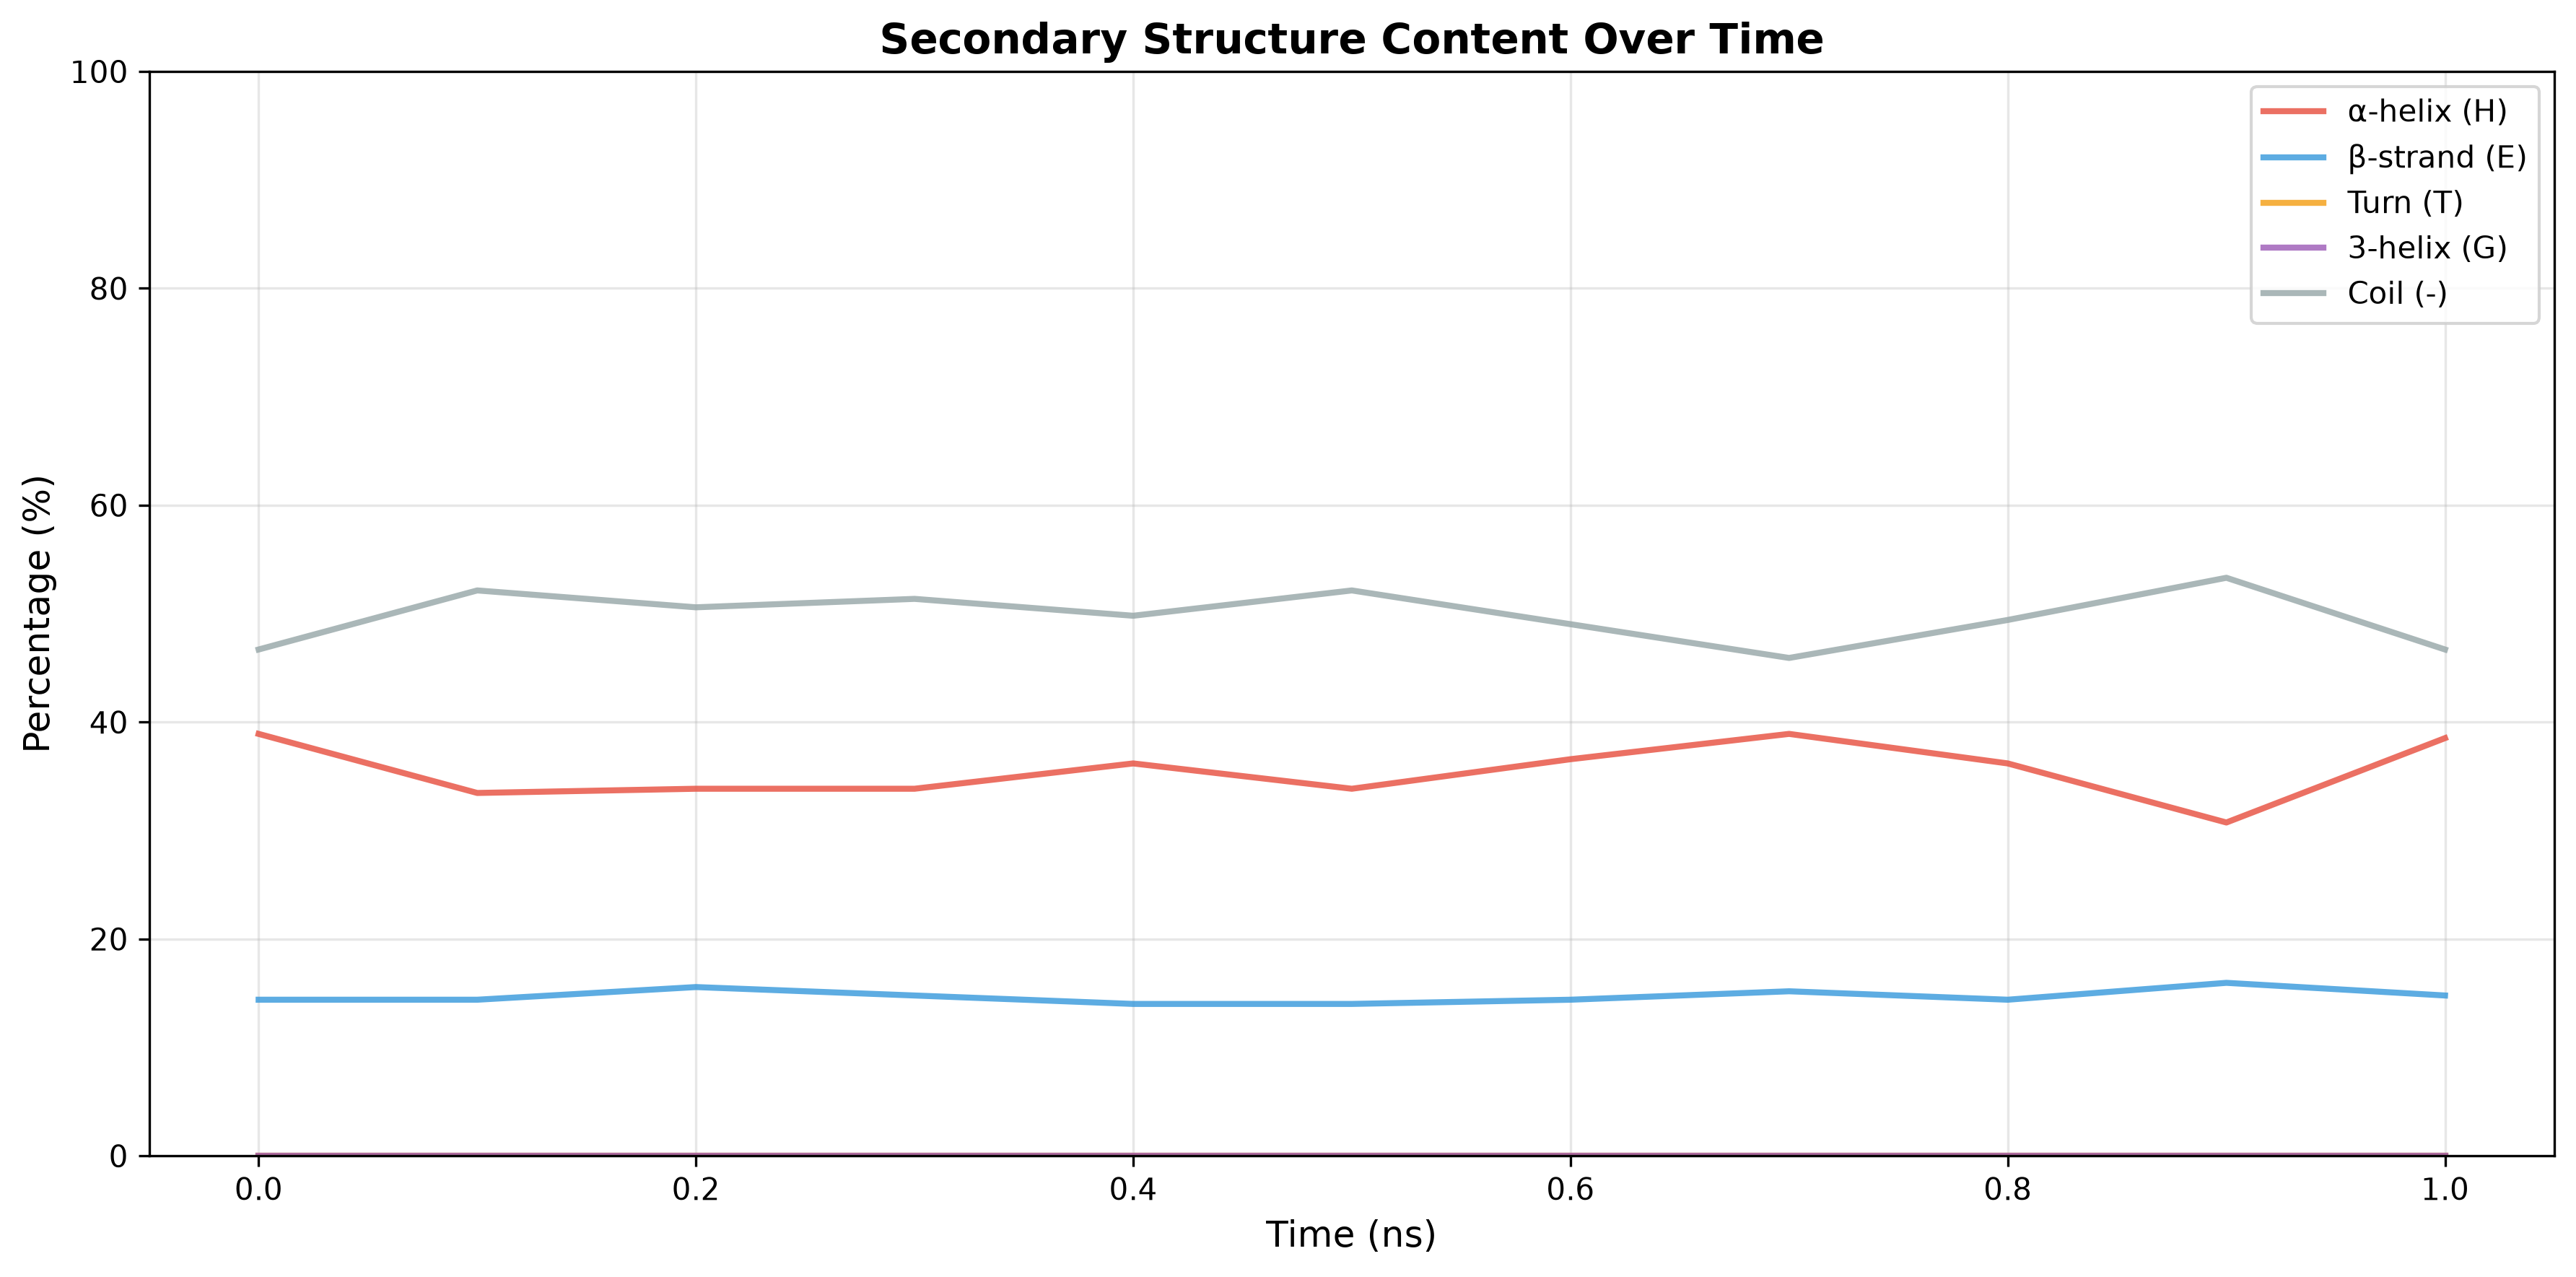 Secondary Structure Content Over Time
100
80
60
40
20
0
Percentage (%)
α-helix (H)
β-strand (E)
Turn (T)
3-helix (G)
Coil (-)
0.0 0.2 0.4 0.6 0.8 1.0
Time (ns)